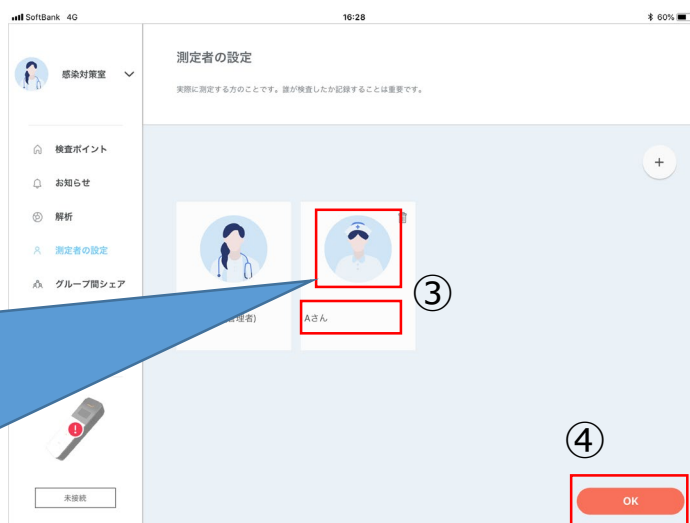 SoftBank 4G
16:28
60%
感染対策室
測定者の設定
実際に測定する方のことです。誰が検査したか記録することは重要です。
検査ポイント
お知らせ
解析
測定者の設定
グループ間シェア
+
管理者)
Aさん
③
未接続
④
OK